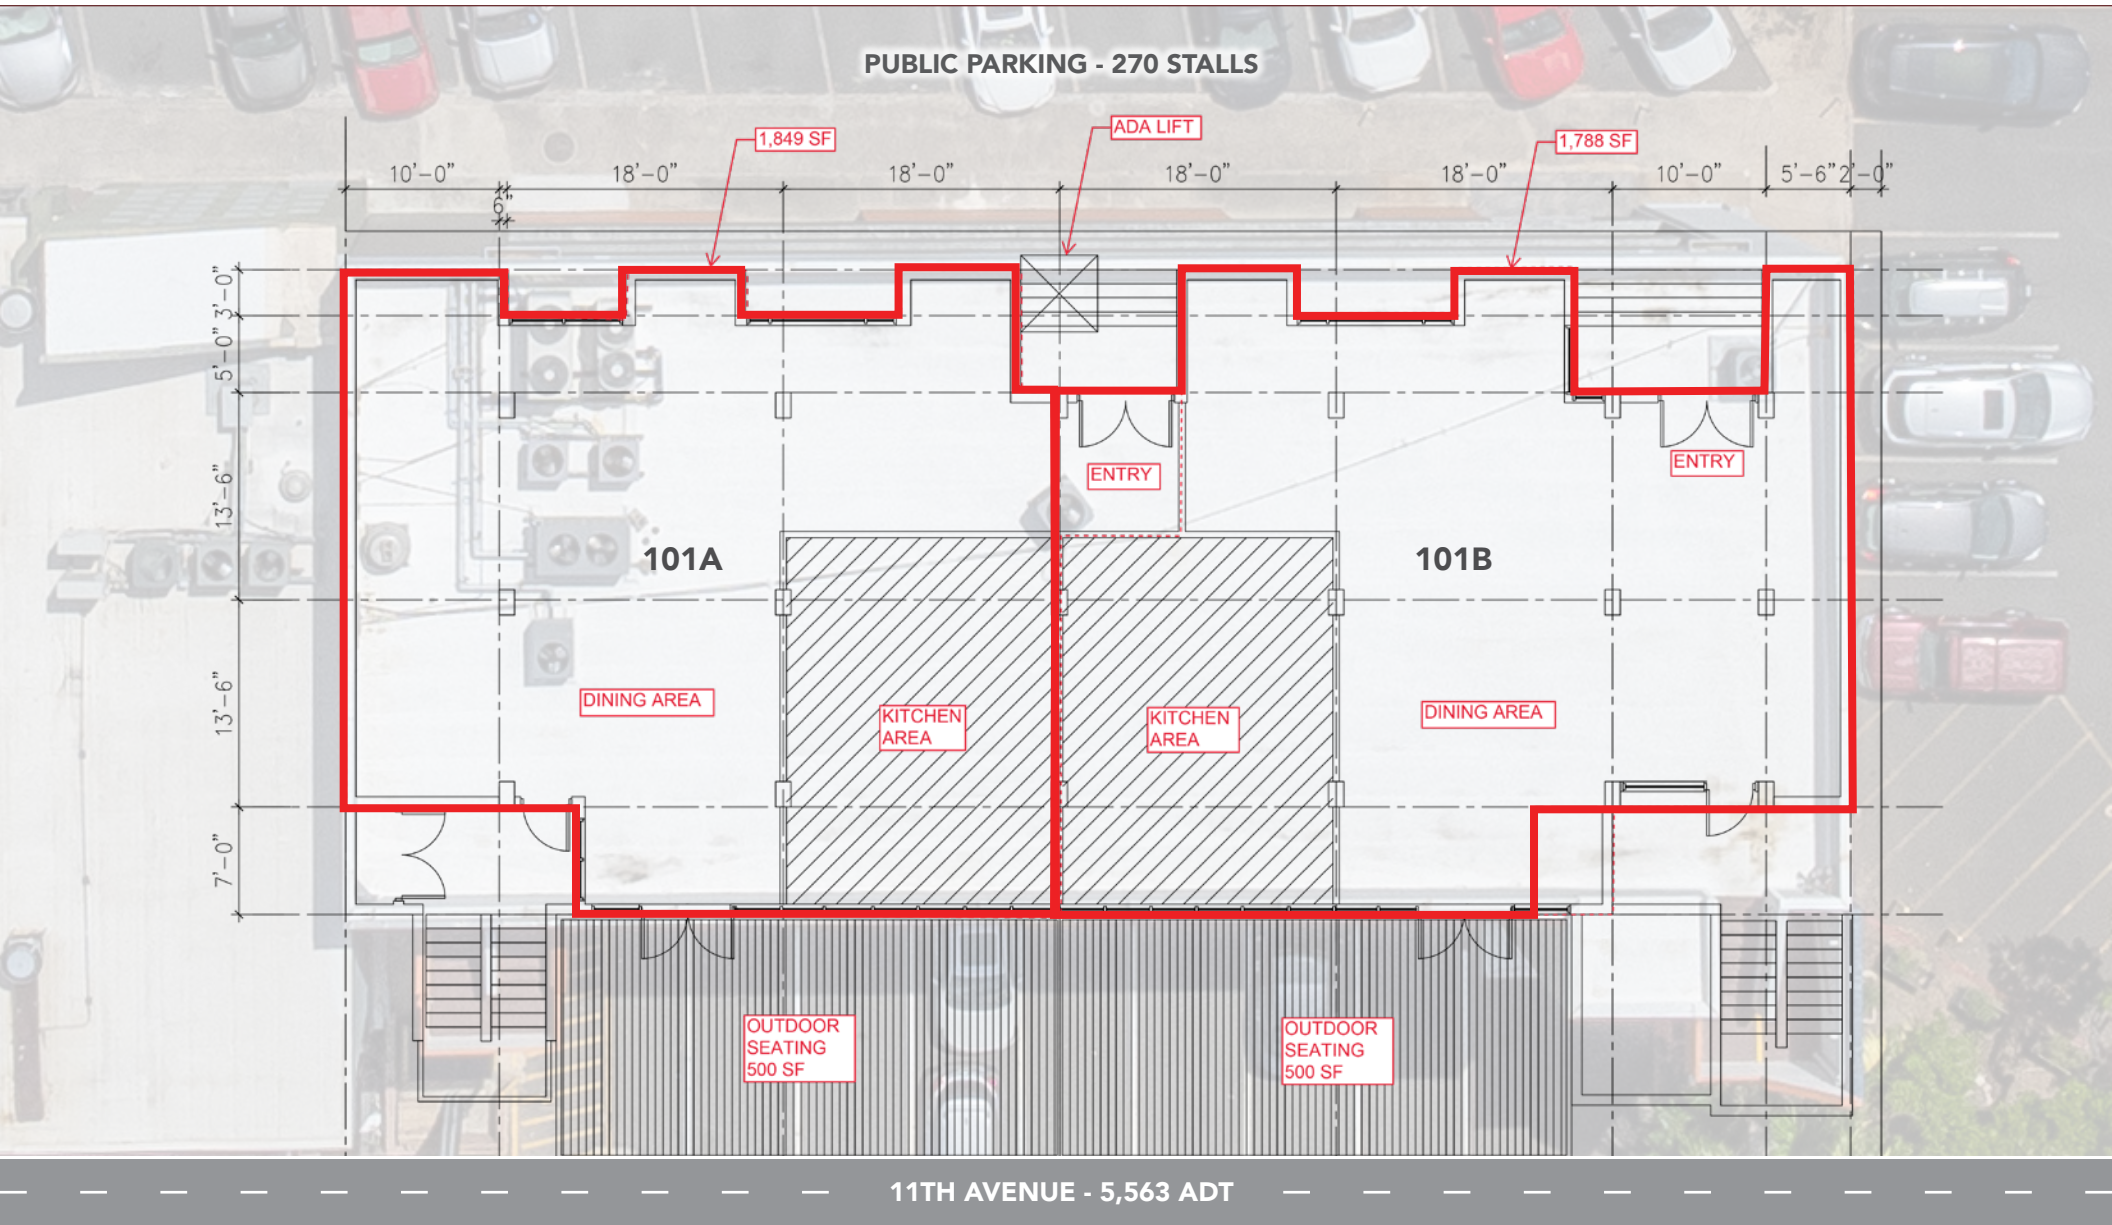 PUBLIC PARKING - 270 STALLS
1,849 SF
ADA LIFT
1,788 SF
10'-0"
18'-0"
18'-0"
18'-0"
18'-0"
10'-0"
5'-6"
2'-0"
6"
3'-0"
5'-0"
13'-6"
13'-6"
7'-0"
ENTRY
ENTRY
101A
101B
DINING AREA
KITCHEN
AREA
KITCHEN
AREA
DINING AREA
OUTDOOR
SEATING
500 SF
OUTDOOR
SEATING
500 SF
11TH AVENUE - 5,563 ADT